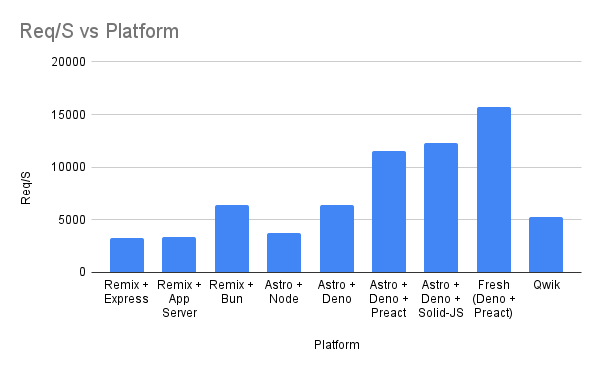 Req/S vs Platform
20000
15000
10000
5000
0
Req/S
Remix +
Express
Remix +
App
Server
Remix +
Bun
Astro +
Node
Astro +
Deno
Astro +
Deno +
Preact
Astro +
Deno +
Solid-JS
Fresh
(Deno +
Preact)
Qwik
Platform